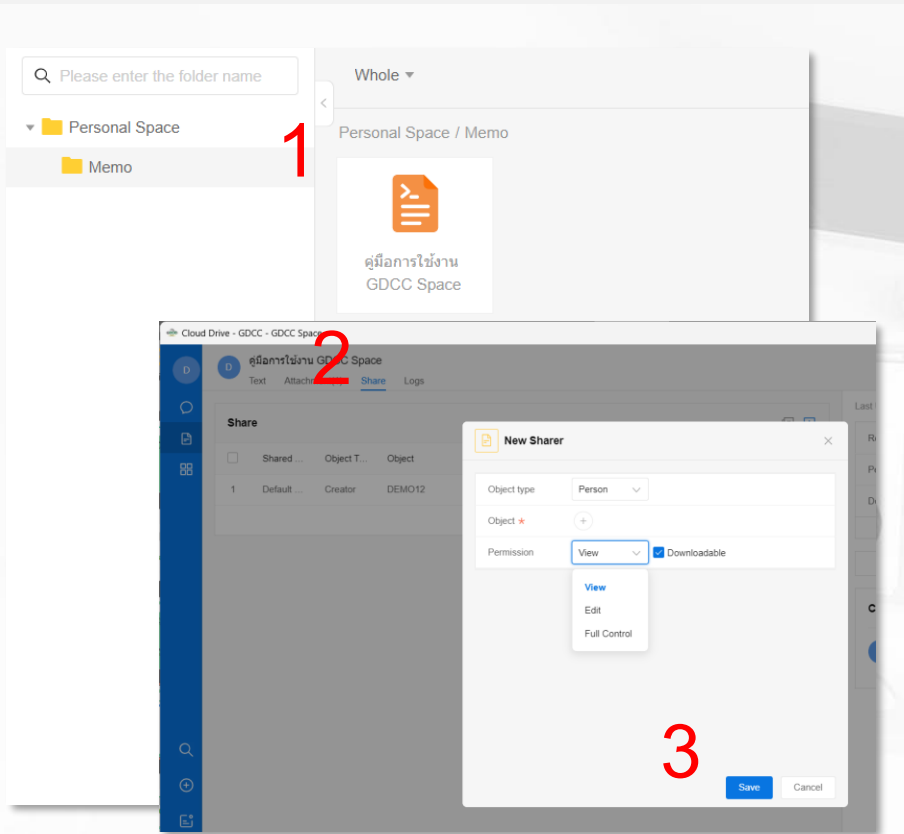 Please enter the folder name
Whole
Personal Space
1
Personal Space / Memo
Memo
คู่มือการใช้งาน
GDCC Space
Cloud Drive - GDCC - GDCC Space
2
D
D
คู่มือการใช้งาน GDCC Space
Text
Share
Logs
Last
Share
New Sharer
Shared ...
Object T...
Object
1
Default ...
Creator
DEMO12
Object type
Person
Object *
Permission
View
Downloadable
View
Edit
Full Control
3
Save
Cancel